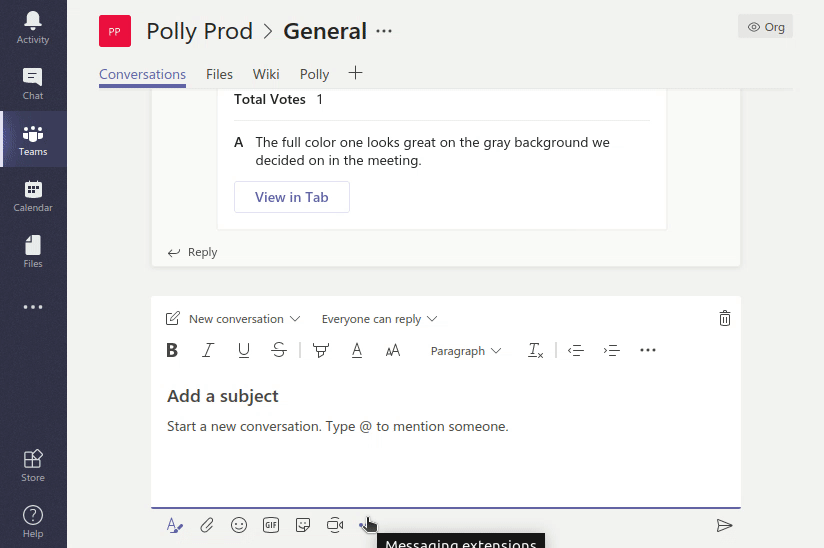 Activity
Chat
Teams
Calendar
Files
Store
Help
PP
Polly Prod > General ...
Org
Conversations Files Wiki Polly +
Total Votes 1
A The full color one looks great on the gray background we
decided on in the meeting.
View in Tab
Reply
New conversation Everyone can reply
B I U S A AA Paragraph Tx
Add a subject
Start a new conversation. Type @ to mention someone.
A GIF
Messaging extensions